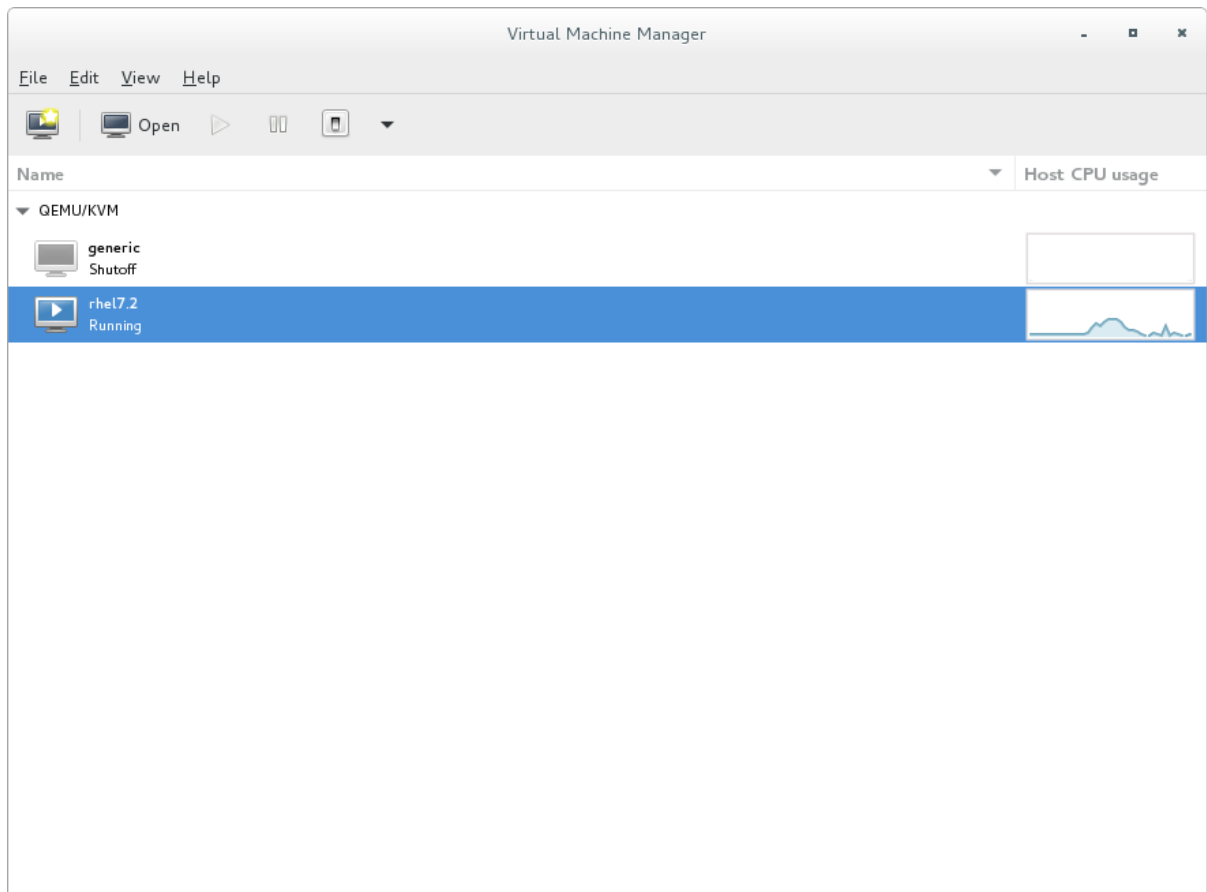 Virtual Machine Manager
File Edit View Help
Open
Name Host CPU usage
QEMU/KVM
generic
Shutoff
rhel7.2
Running